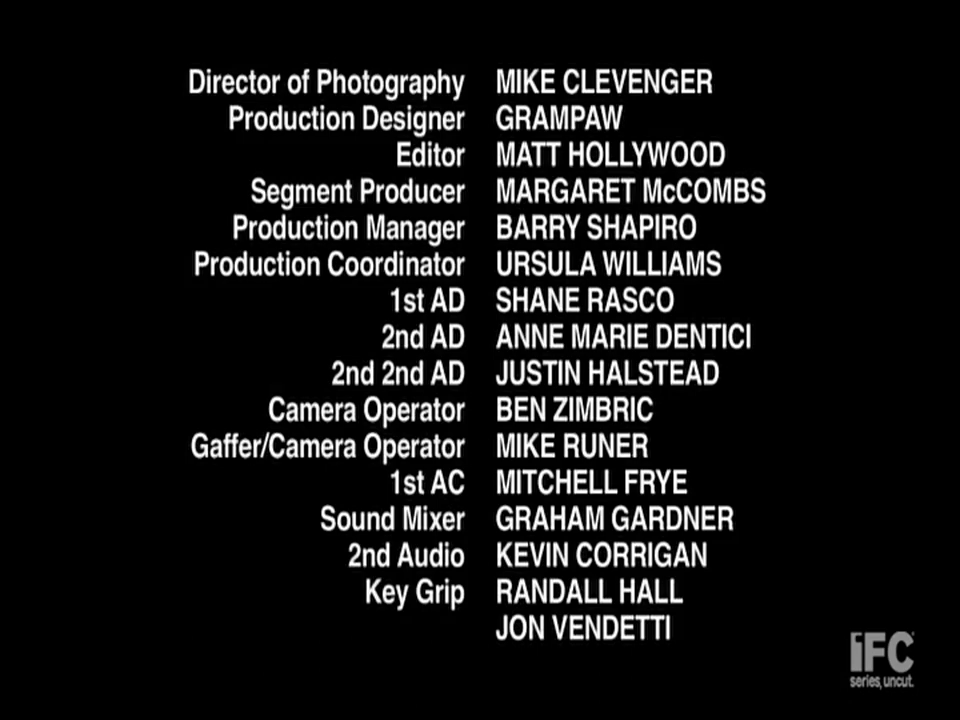 Director of Photography MIKE CLEVENGER
Production Designer GRAMPAW
Editor MATT HOLLYWOOD
Segment Producer MARGARET McCOMBS
Production Manager BARRY SHAPIRO
Production Coordinator URSULA WILLIAMS
1st AD SHANE RASCO
2nd AD ANNE MARIE DENTICI
2nd 2nd AD JUSTIN HALSTEAD
Camera Operator BEN ZIMBRIC
Gaffer/Camera Operator MIKE RUNER
1st AC MITCHELL FRYE
Sound Mixer GRAHAM GARDNER
2nd Audio KEVIN CORRIGAN
Key Grip RANDALL HALL
JON VENDETTI
iFC
series, uncut.